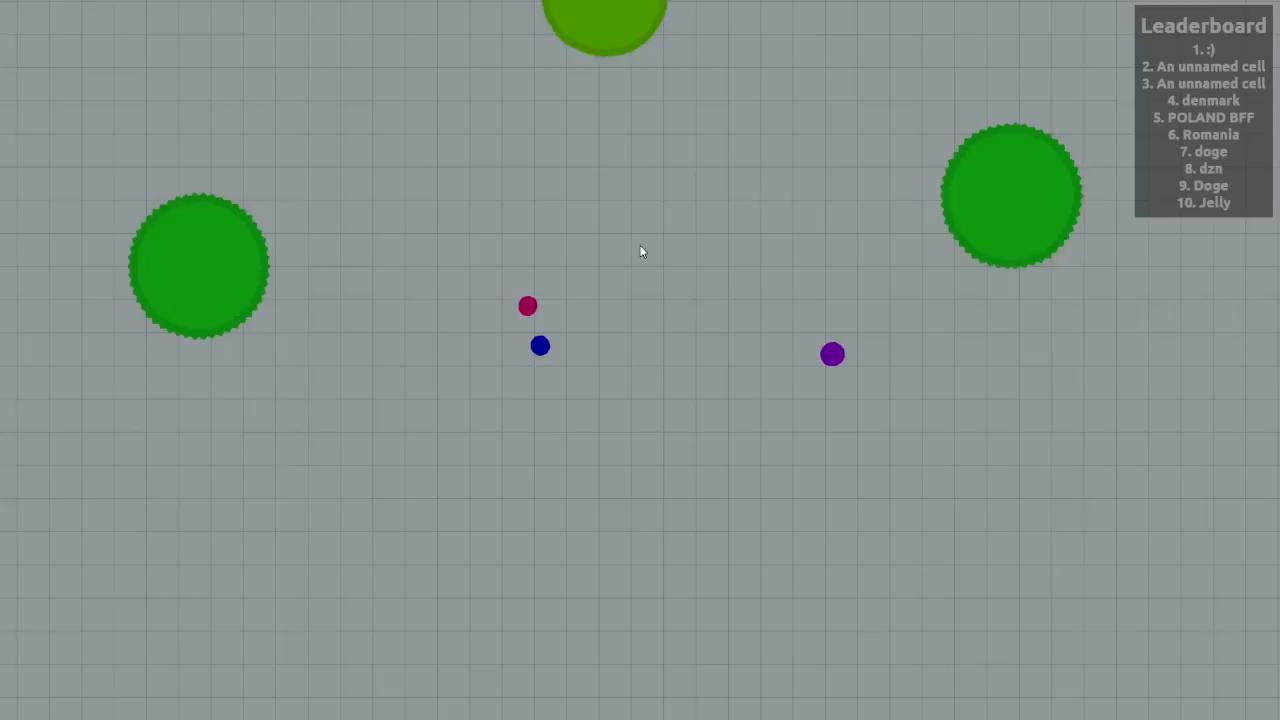 Leaderboard
1. :)
2. An unnamed cell
3. An unnamed cell
4. denmark
5. POLAND BFF
6. Romania
7. doge
8. dzn
9. Doge
10. Jelly